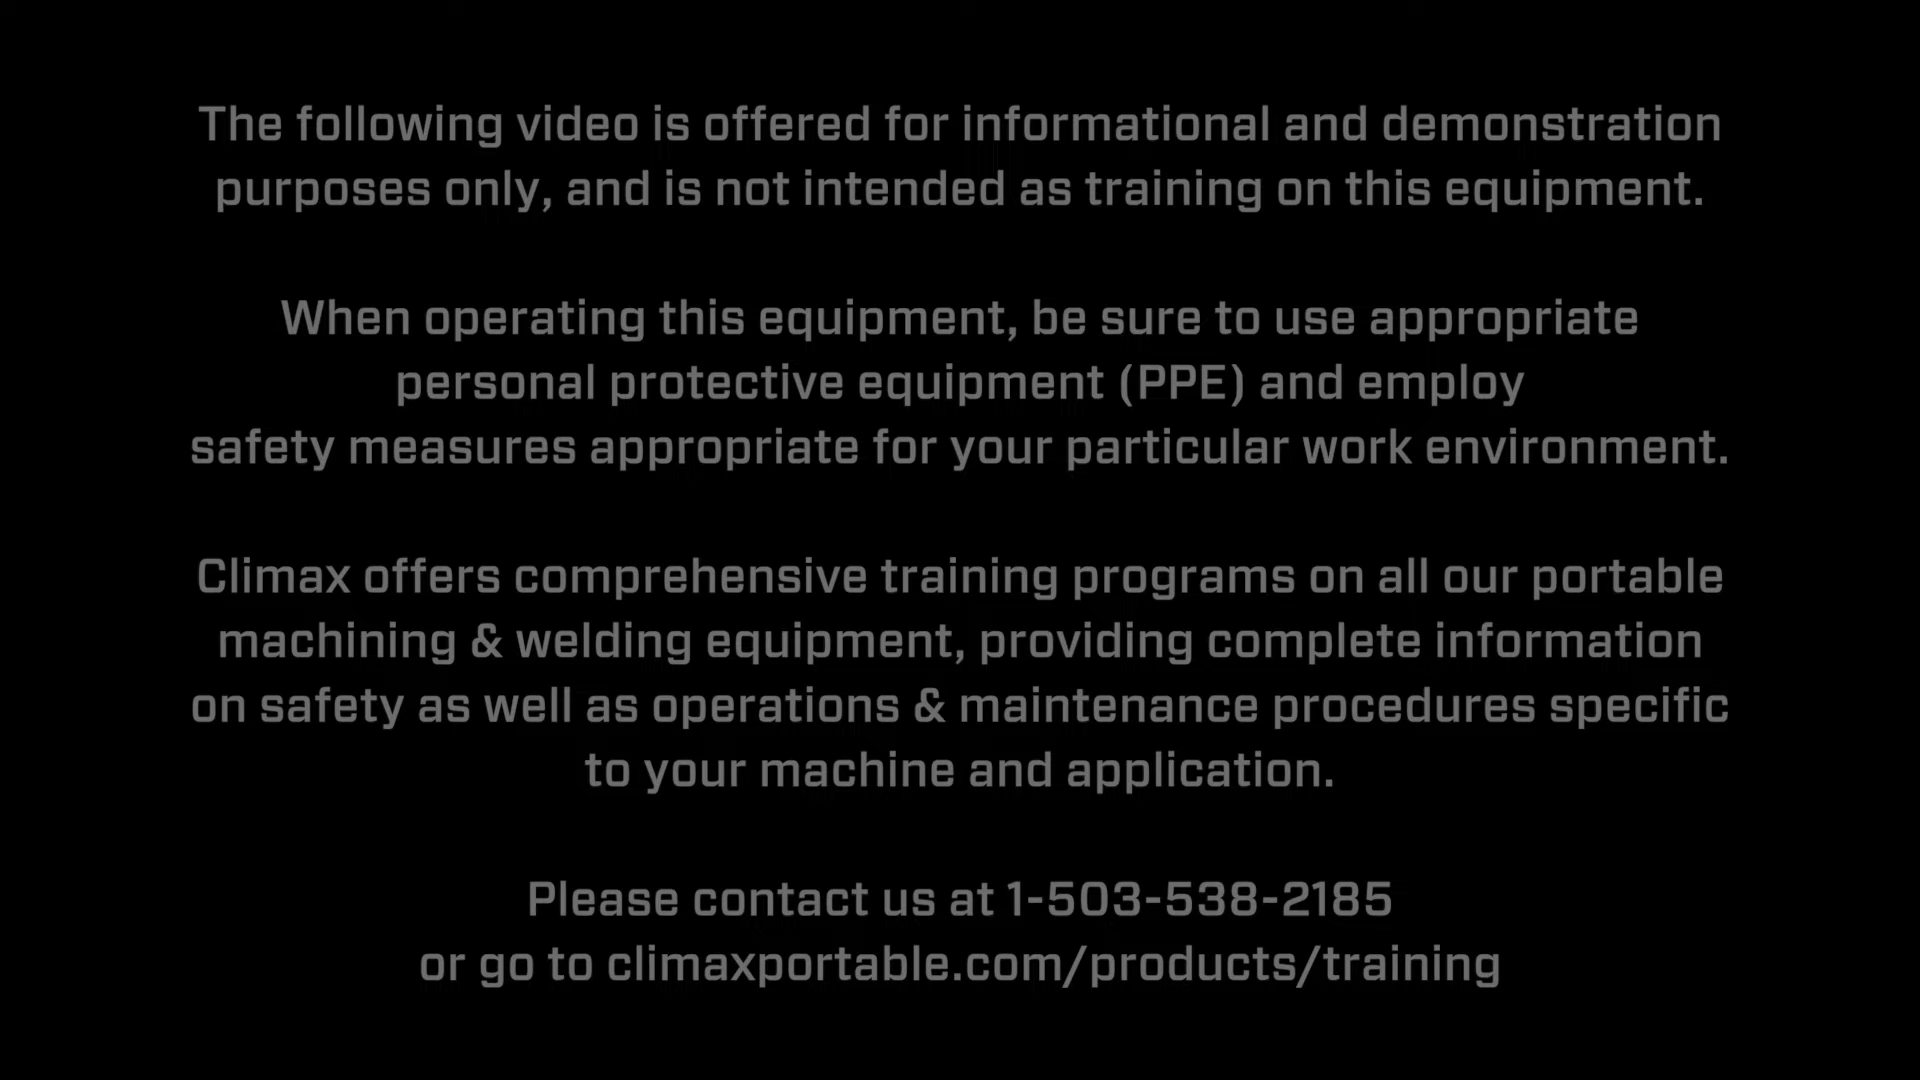 The following video is offered for informational and demonstration
purposes only, and is not intended as training on this equipment.
When operating this equipment, be sure to use appropriate
personal protective equipment (PPE) and employ
safety measures appropriate for your particular work environment.
Climax offers comprehensive training programs on all our portable
machining & welding equipment, providing complete information
on safety as well as operations & maintenance procedures specific
to your machine and application.
Please contact us at 1-503-538-2185
or go to climaxportable.com/products/training